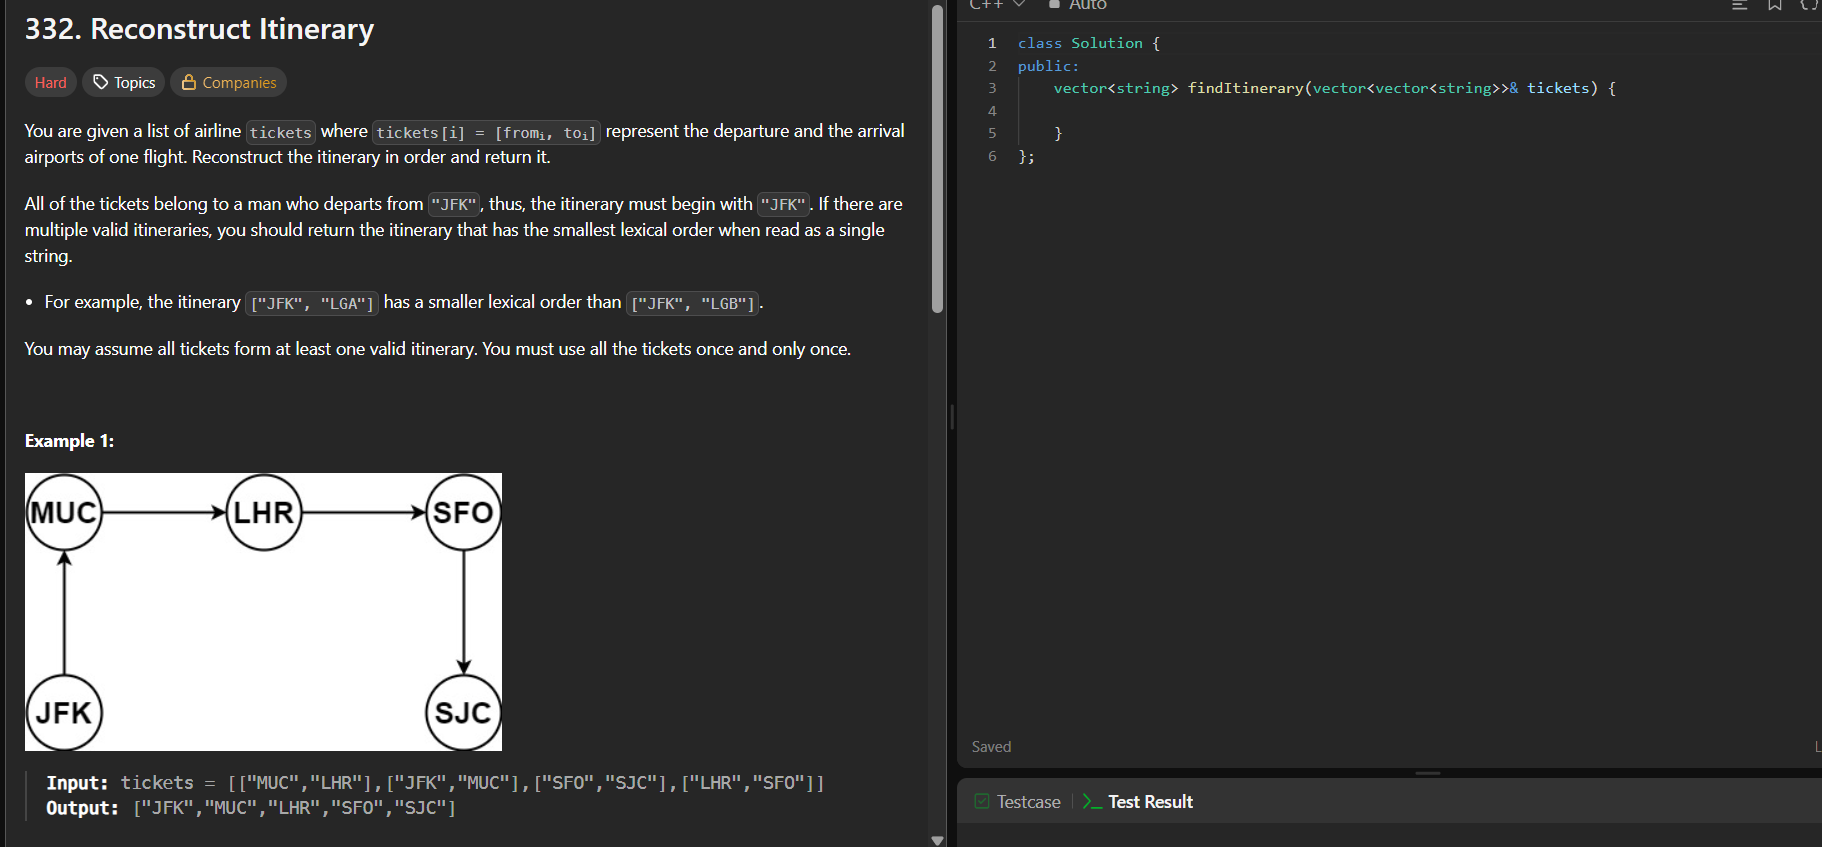 332. Reconstruct Itinerary
Hard Topics Companies
You are given a list of airline tickets where tickets[i] = [fromi, toi] represent the departure and the arrival
airports of one flight. Reconstruct the itinerary in order and return it.
All of the tickets belong to a man who departs from "JFK", thus, the itinerary must begin with "JFK". If there are
multiple valid itineraries, you should return the itinerary that has the smallest lexical order when read as a single
string.
• For example, the itinerary ["JFK", "LGA"] has a smaller lexical order than ["JFK", "LGB"].
You may assume all tickets form at least one valid itinerary. You must use all the tickets once and only once.
Example 1:
MUC LHR SFO
JFK SJC
Input: tickets = [["MUC","LHR"],["JFK","MUC"],["SFO","SJC"],["LHR","SFO"]]
Output: ["JFK","MUC","LHR","SFO","SJC"]
C++ Auto
1 class Solution {
2 public:
3 vector<string> findItinerary(vector<vector<string>>& tickets) {
4
5 }
6 };
Saved
Testcase Test Result